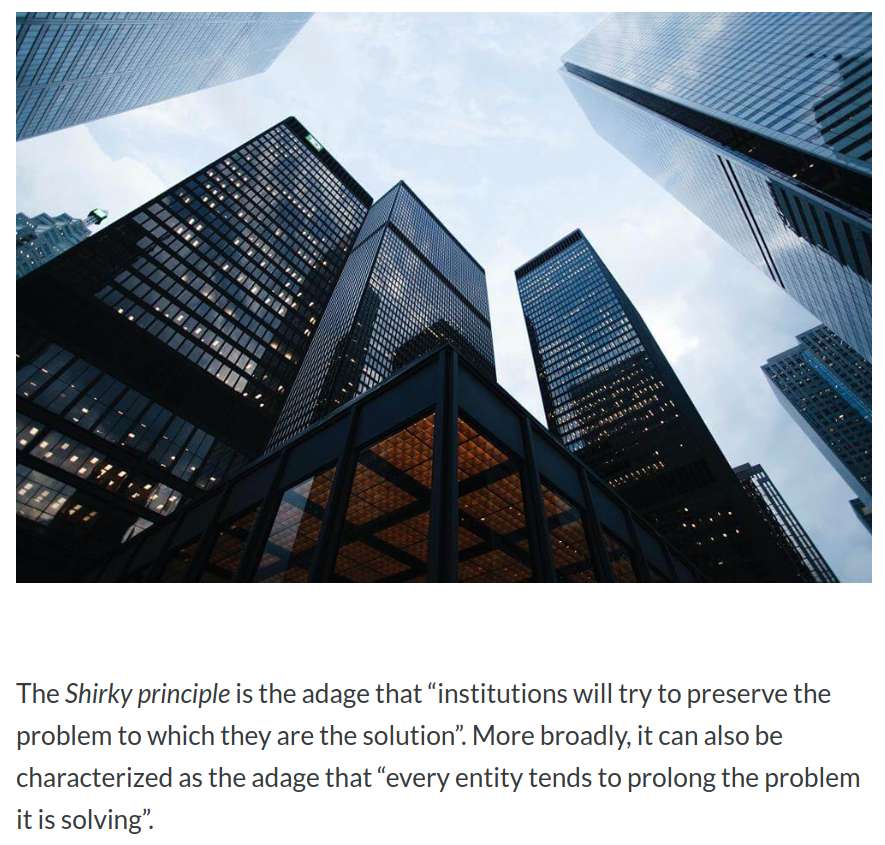 The Shirky principle is the adage that “institutions will try to preserve the
problem to which they are the solution”. More broadly, it can also be
characterized as the adage that “every entity tends to prolong the problem
it is solving”.